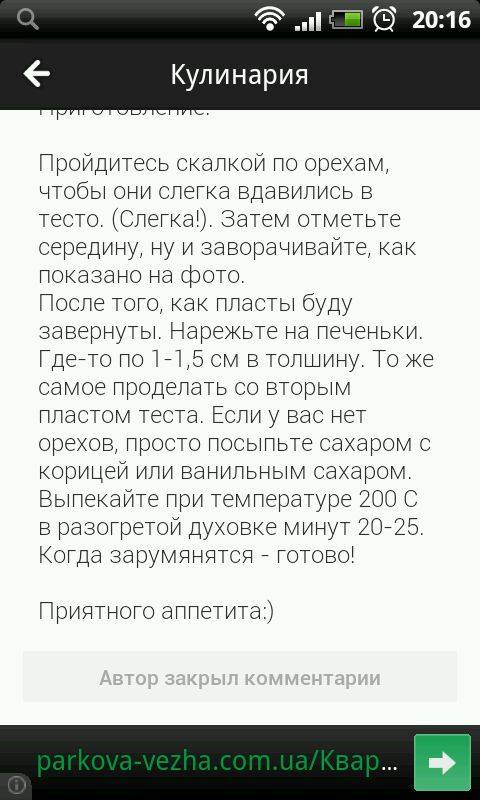 20:16
Кулинария
Приготовление:
Пройдитесь скалкой по орехам,
чтобы они слегка вдавились в
тесто. (Слегка!). Затем отметьте
середину, ну и заворачивайте, как
показано на фото.
После того, как пласты буду
завернуты. Нарежьте на печеньки.
Где-то по 1-1,5 см в толшину. То же
самое проделать со вторым
пластом теста. Если у вас нет
орехов, просто посыпьте сахаром с
корицей или ванильным сахаром.
Выпекайте при температуре 200 С
в разогретой духовке минут 20-25.
Когда зарумянятся - готово!
Приятного аппетита:)
Автор закрыл комментарии
parkova-vezha.com.ua/Квар...